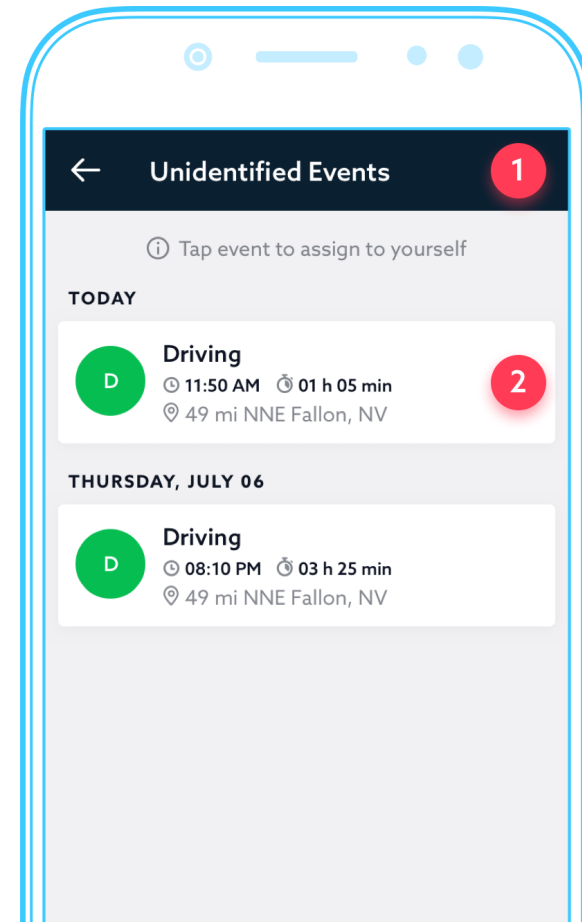 Unidentified Events 1
Tap event to assign to yourself
TODAY
D
Driving
11:50 AM 01 h 05 min
49 mi NNE Fallon, NV
2
THURSDAY, JULY 06
D
Driving
08:10 PM 03 h 25 min
49 mi NNE Fallon, NV